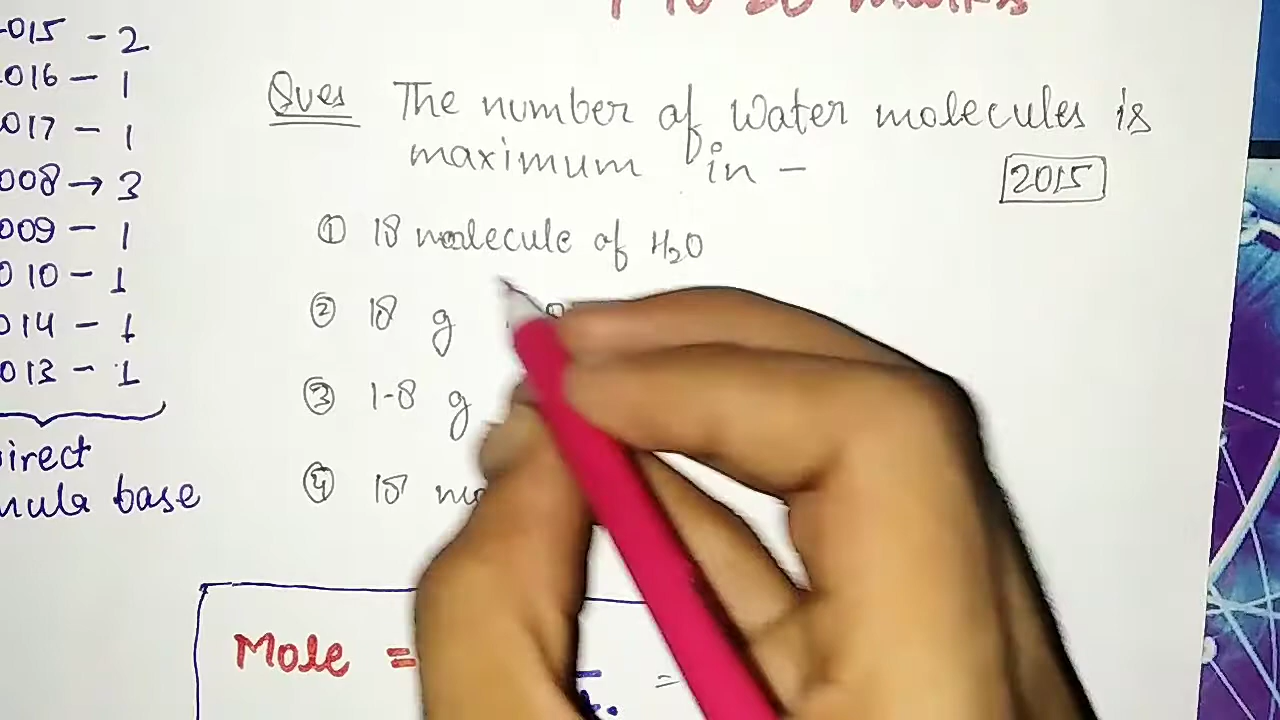 015 - 2
016 - 1
017 - 1
008 → 3
009 - 1
010 - 1
014 - 1
013 - 1
irect
mula base
Ques The number of water molecules is
maximum in -
2015
① 18 molecule of H₂O
② 18 g
③ 1-8 g
④ 18
Mole =
=